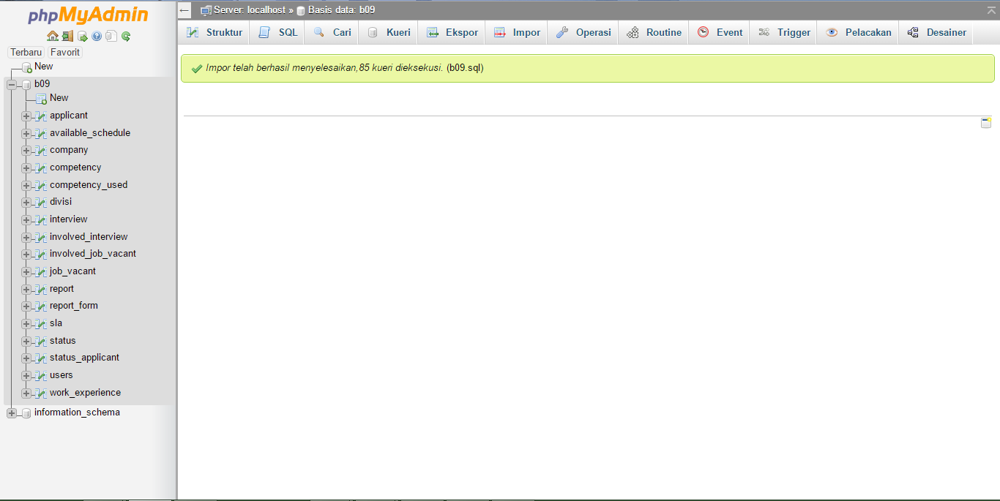 phpMyAdmin
Terbaru Favorit
New
b09
New
applicant
available_schedule
company
competency
competency_used
divisi
interview
involved_interview
involved_job_vacant
job_vacant
report
report_form
sla
status
status_applicant
users
work_experience
information_schema
Server: localhost » Basis data: b09
Struktur SQL Cari Kueri Ekspor Impor Operasi Routine Event Trigger Pelacakan Desainer
Impor telah berhasil menyelesaikan,85 kueri dieksekusi. (b09.sql)